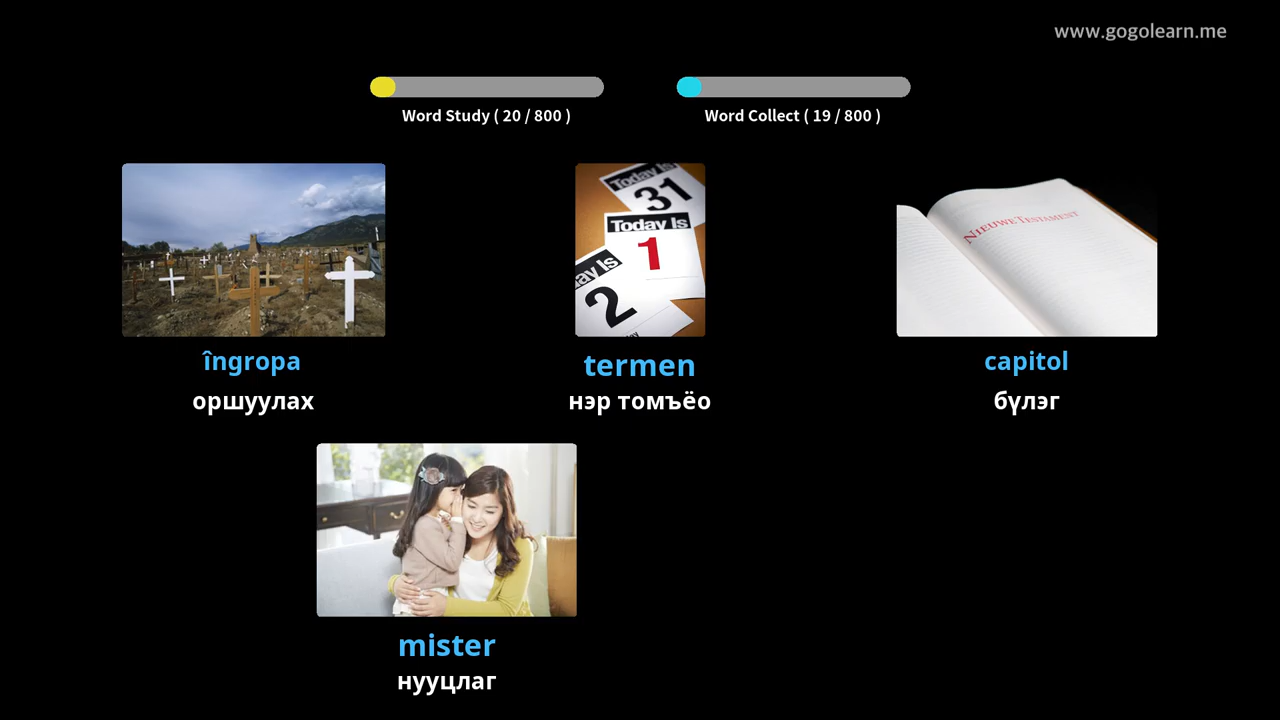 www.gogolearn.me
Word Study ( 20 / 800 )
Word Collect ( 19 / 800 )
Today Is
31
Today Is
1
day Is
2
NIEUWE TESTAMENT
îngropa
termen
capitol
оршуулах
нэр томъёо
бүлэг
mister
нууцлаг